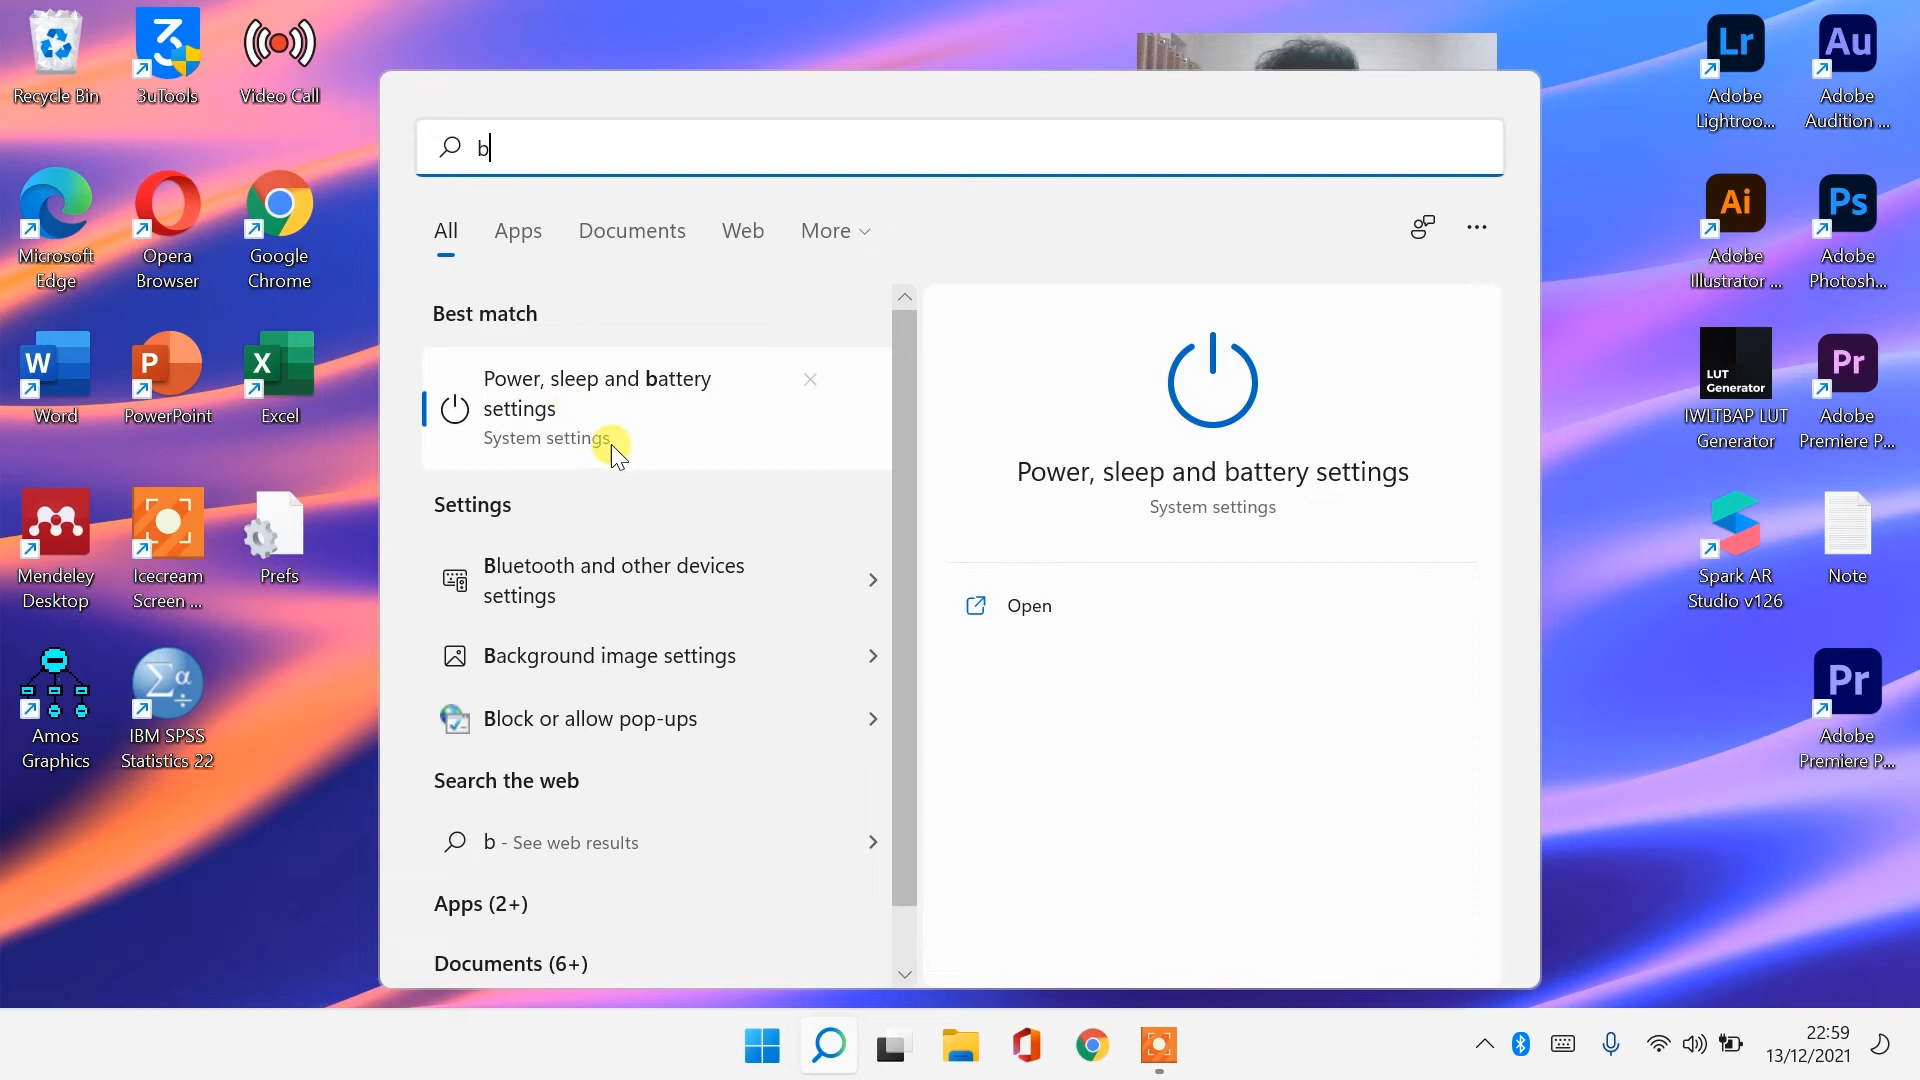 Recycle Bin
3uTools
Video Call
Microsoft
Edge
Opera
Browser
Google
Chrome
W
Word
P
PowerPoint
X
Excel
Mendeley
Desktop
Icecream
Screen ...
Prefs
Amos
Graphics
Σα
÷
IBM SPSS
Statistics 22
b
All
Apps
Documents
Web
More
Best match
Power, sleep and battery
settings
System settings
Settings
Bluetooth and other devices
settings
Background image settings
Block or allow pop-ups
Search the web
b - See web results
Apps (2+)
Documents (6+)
Power, sleep and battery settings
System settings
Open
Lr
Adobe
Lightroo...
Au
Adobe
Audition ...
Ai
Adobe
Illustrator ...
Ps
Adobe
Photosh...
LUT
Generator
IWLTBAP LUT
Generator
Pr
Adobe
Premiere P...
Spark AR
Studio v126
Note
Pr
Adobe
Premiere P...
22:59
13/12/2021